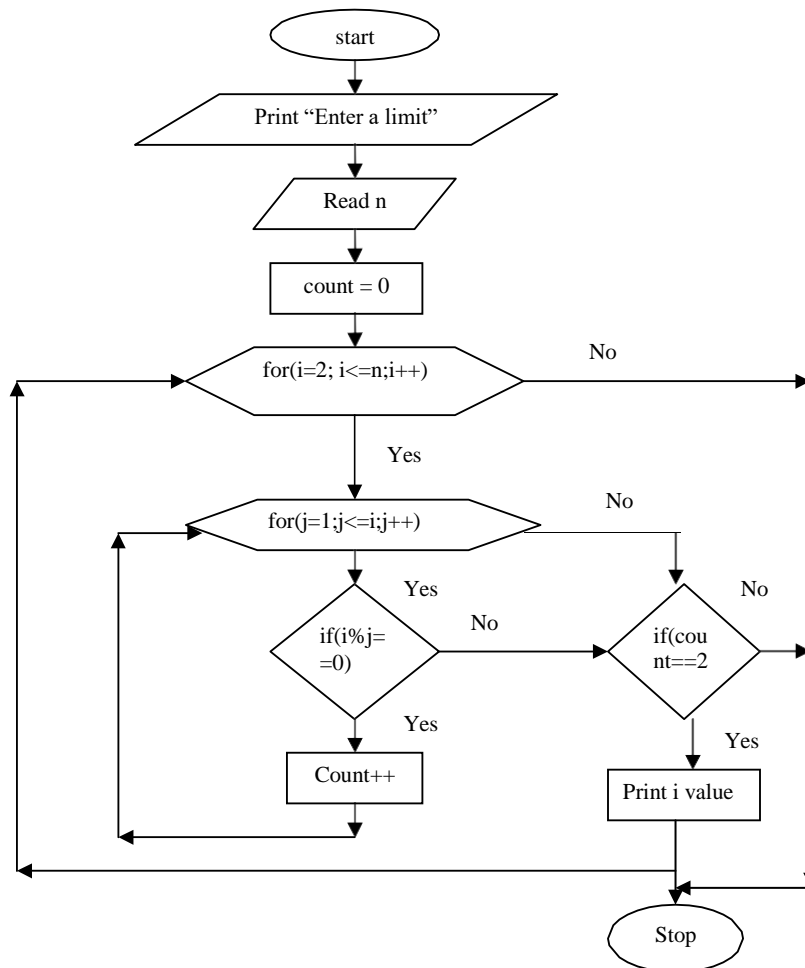 start
Print “Enter a limit”
Read n
count = 0
for(i=2; i<=n;i++)
No
Yes
for(j=1;j<=i;j++)
No
Yes
if(i%j=
=0)
No
if(cou
nt==2
No
Yes
Count++
Yes
Print i value
Stop